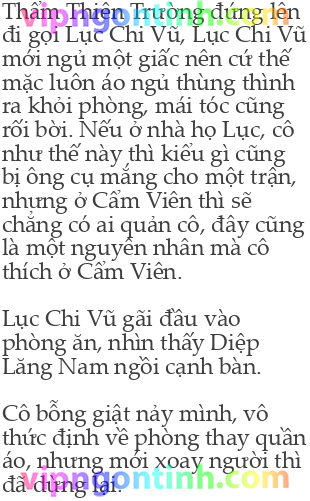 Thẩm Thiên Trường đứng lên
vipngontinh.com
đi gọi Lục Chi Vũ, Lục Chi Vũ
mới ngủ một giấc nên cứ thế
mặc luôn áo ngủ thùng thình
ra khỏi phòng, mái tóc cũng
rối bời. Nếu ở nhà họ Lục, cô
như thế này thì kiểu gì cũng
bị ông cụ mắng cho một trận,
nhưng ở Cẩm Viên thì sẽ
chẳng có ai quản cô, đây cũng
là một nguyên nhân mà cô
thích ở Cẩm Viên.
Lục Chi Vũ gãi đầu vào
phòng ăn, nhìn thấy Diệp
Lăng Nam ngồi cạnh bàn.
Cô bỗng giật nảy mình, vô
thức định về phòng thay quần
áo, nhưng mới xoay người thì
vipngontinh.com
đã dừng lại.